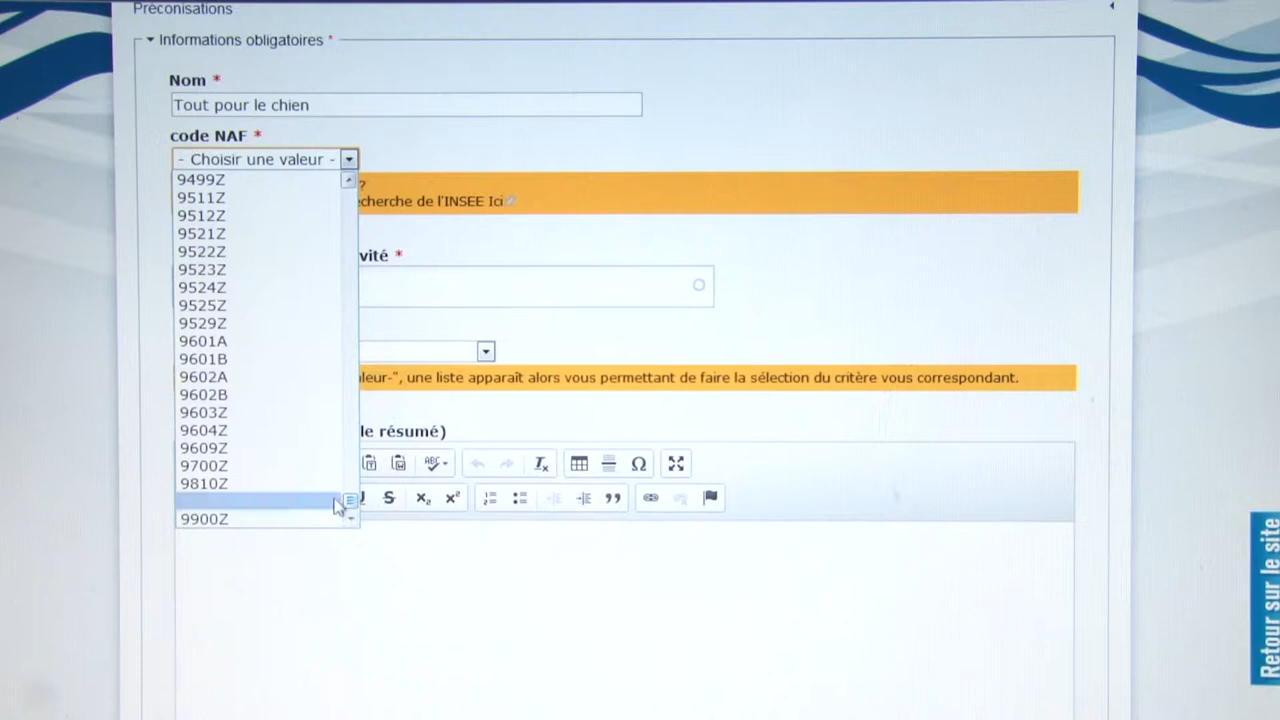 Préconisations
Informations obligatoires *
Nom *
Tout pour le chien
code NAF *
- Choisir une valeur -
9499Z
9511Z
9512Z
9521Z
9522Z
9523Z
9524Z
9525Z
9529Z
9601A
9601B
9602A
9602B
9603Z
9604Z
9609Z
9700Z
9810Z
9900Z
?
echerche de l'INSEE Ici
vité *
leur-", une liste apparaît alors vous permettant de faire la sélection du critère vous correspondant.
le résumé)
ABC
Ω
S
x₂
x²
Retour sur le site